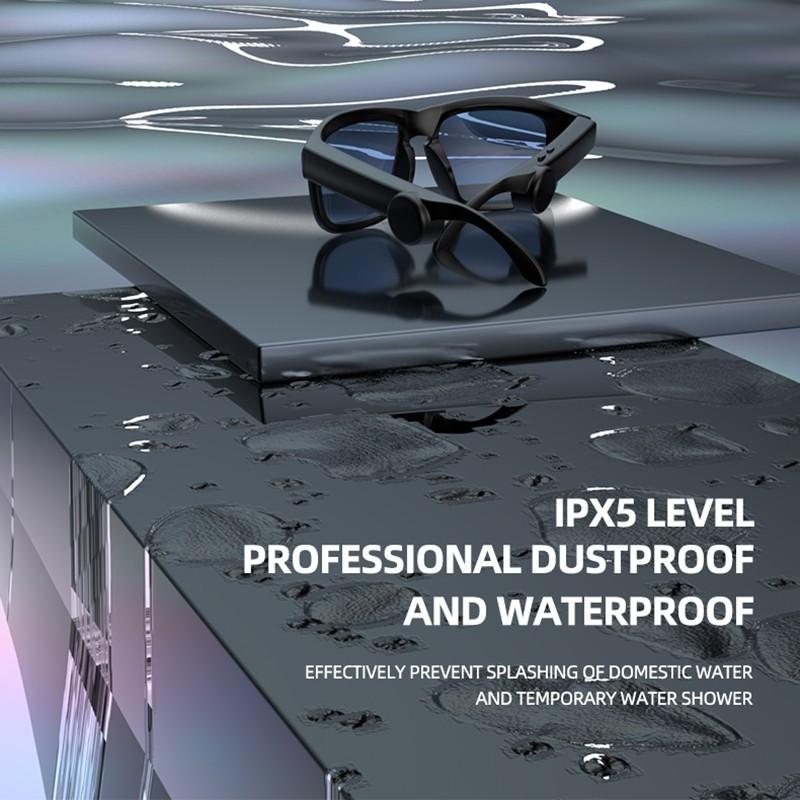 IPX5 LEVEL
PROFESSIONAL DUSTPROOF
AND WATERPROOF
EFFECTIVELY PREVENT SPLASHING OF DOMESTIC WATER
AND TEMPORARY WATER SHOWER